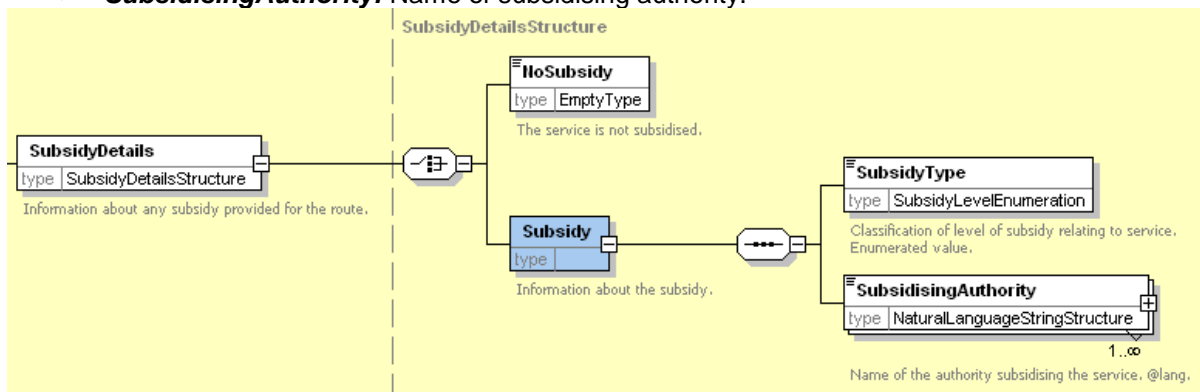 SubsidisingAuthority: Name of subsidising authority.
SubsidyDetailsStructure
NoSubsidy
type EmptyType
The service is not subsidised.
SubsidyDetails
type SubsidyDetailsStructure
Information about any subsidy provided for the route.
SubsidyType
type SubsidyLevelEnumeration
Classification of level of subsidy relating to service.
Enumerated value.
Subsidy
type
Information about the subsidy.
SubsidisingAuthority
type NaturalLanguageStringStructure
1..∞
Name of the authority subsidising the service. @lang.